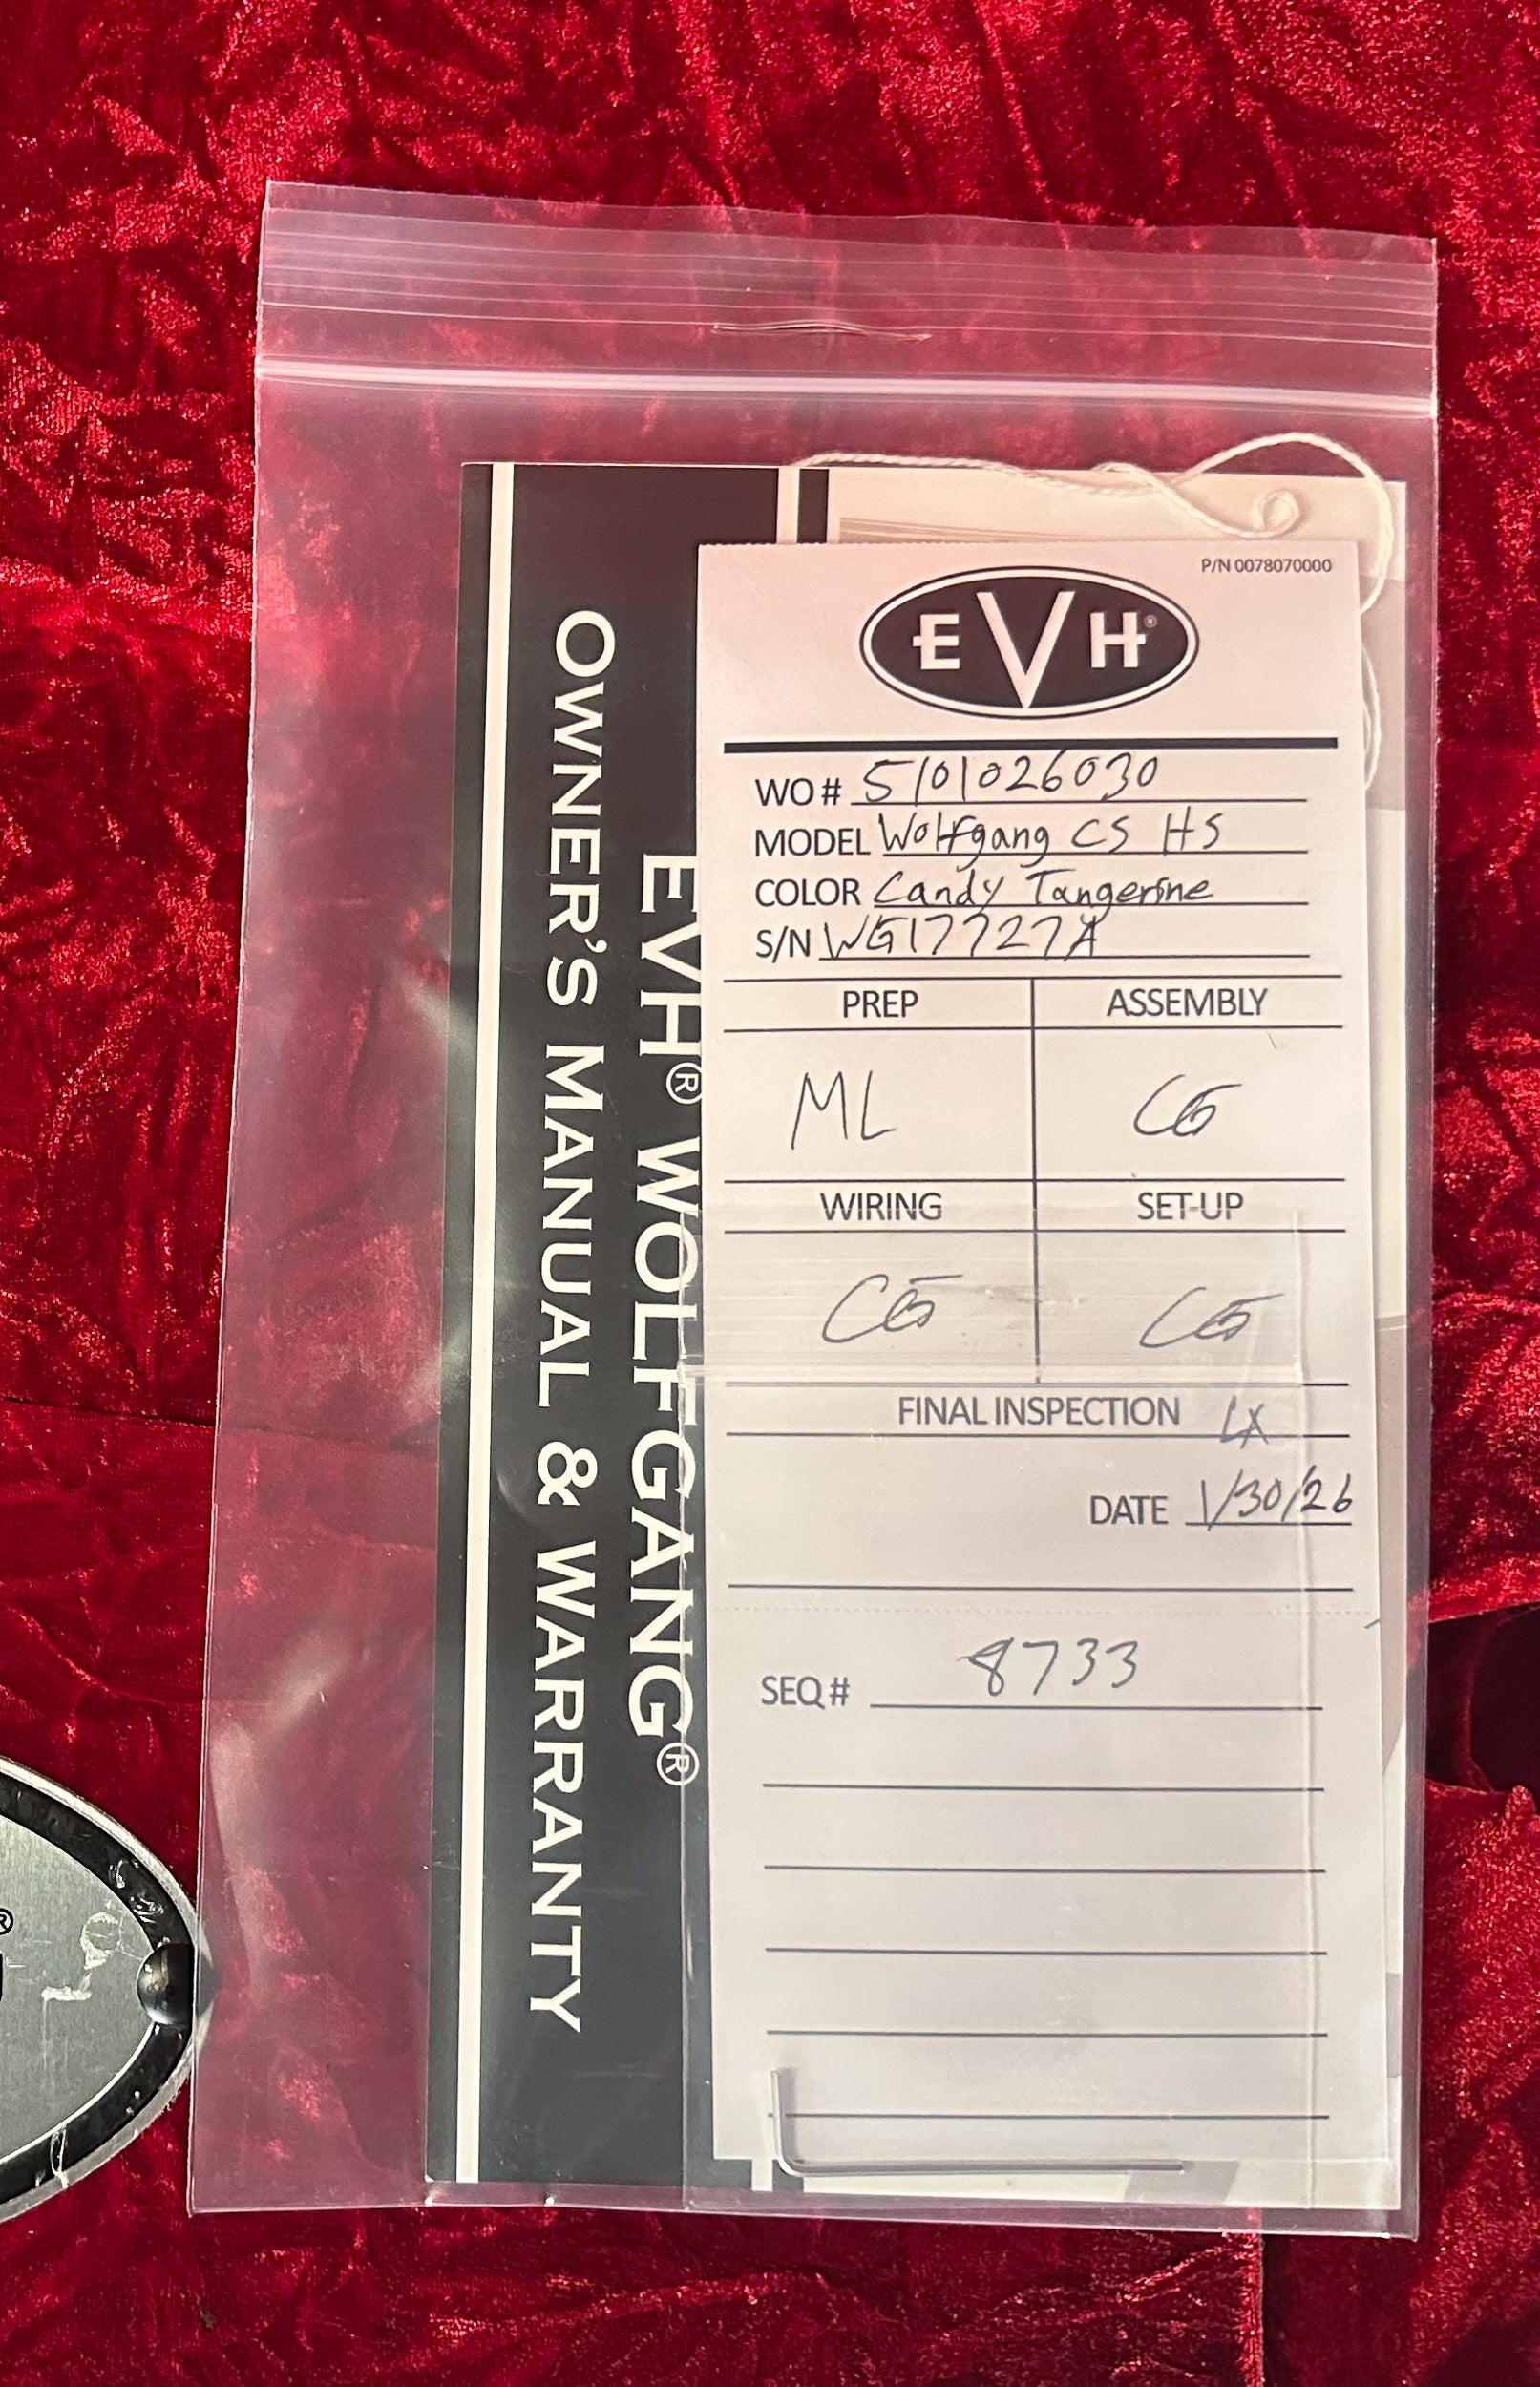 P/N 0078070000
EVH®
WO# 5101026030
MODEL Wolfgang CS HS
COLOR Candy Tangerine
S/N WG17727A
PREP ASSEMBLY
ML CG
WIRING SET-UP
CG CG
FINAL INSPECTION
DATE 1/30/26
SEQ# 8733
EVH® WOLFGANG®
OWNER'S MANUAL & WARRANTY
®